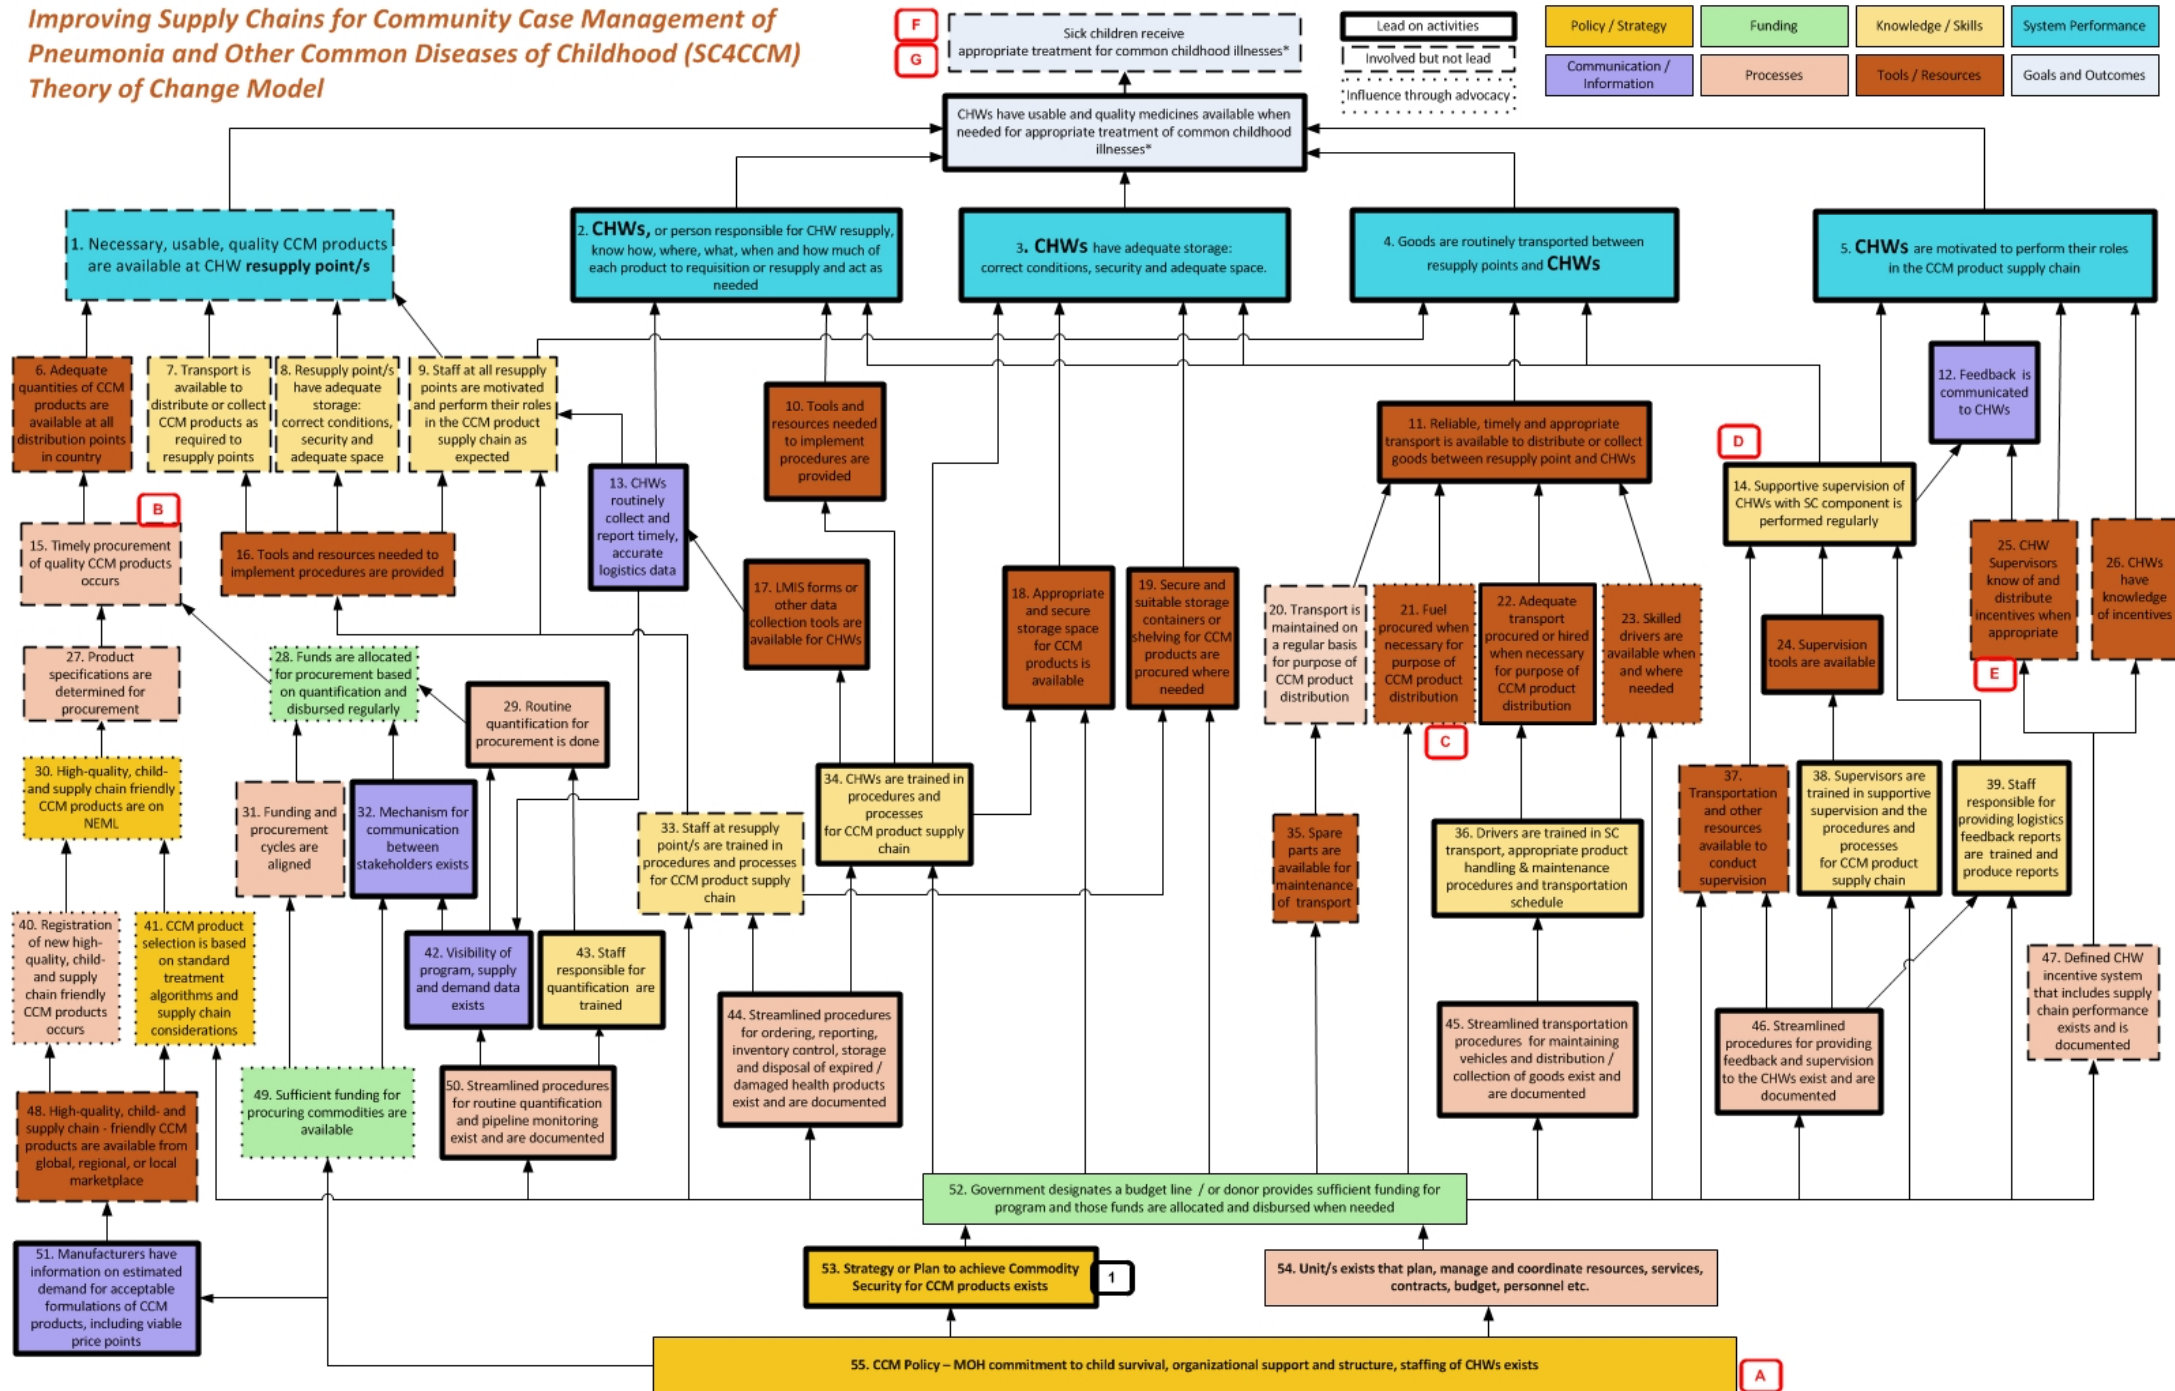 Improving Supply Chains for Community Case Management of
Pneumonia and Other Common Diseases of Childhood (SC4CCM)
Theory of Change Model
F
G
Sick children receive
appropriate treatment for common childhood illnesses*
Lead on activities
Involved but not lead
Influence through advocacy
Policy / Strategy
Funding
Knowledge / Skills
System Performance
Communication /
Information
Processes
Tools / Resources
Goals and Outcomes
CHWs have usable and quality medicines available when
needed for appropriate treatment of common childhood
illnesses*
1. Necessary, usable, quality CCM products
are available at CHW resupply point/s
2. CHWs, or person responsible for CHW resupply,
know how, where, what, when and how much of
each product to requisition or resupply and act as
needed
3. CHWs have adequate storage:
correct conditions, security and adequate space.
4. Goods are routinely transported between
resupply points and CHWs
5. CHWs are motivated to perform their roles
in the CCM product supply chain
6. Adequate
quantities of CCM
products are
available at all
distribution points
in country
7. Transport is
available to
distribute or collect
CCM products as
required to
resupply points
8. Resupply point/s
have adequate
storage:
correct conditions,
security and
adequate space
9. Staff at all resupply
points are motivated
and perform their roles
in the CCM product
supply chain as
expected
10. Tools and
resources needed
to implement
procedures are
provided
11. Reliable, timely and appropriate
transport is available to distribute or collect
goods between resupply point and CHWs
12. Feedback is
communicated
to CHWs
13. CHWs
routinely
collect and
report timely,
accurate
logistics data
D
14. Supportive supervision of
CHWs with SC component is
performed regularly
B
15. Timely procurement
of quality CCM products
occurs
16. Tools and resources needed to
implement procedures are provided
17. LMIS forms or
other data
collection tools are
available for CHWs
18. Appropriate
and secure
storage space
for CCM
products is
available
19. Secure and
suitable storage
containers or
shelving for CCM
products are
procured where
needed
20. Transport is
maintained on
a regular basis
for purpose of
CCM product
distribution
21. Fuel
procured when
necessary for
purpose of
CCM product
distribution
C
22. Adequate
transport
procured or hired
when necessary
for purpose of
CCM product
distribution
23. Skilled
drivers are
available when
and where
needed
24. Supervision
tools are available
25. CHW
Supervisors
know of and
distribute
incentives when
appropriate
E
26. CHWs
have
knowledge
of incentives
27. Product
specifications are
determined for
procurement
28. Funds are allocated
for procurement based
on quantification and
disbursed regularly
29. Routine
quantification for
procurement is done
30. High-quality, child-
and supply chain friendly
CCM products are on
NEML
31. Funding and
procurement
cycles are
aligned
32. Mechanism for
communication
between
stakeholders exists
33. Staff at resupply
point/s are trained in
procedures and processes
for CCM product supply
chain
34. CHWs are trained in
procedures and
processes
for CCM product supply
chain
35. Spare
parts are
available for
maintenance
of transport
36. Drivers are trained in SC
transport, appropriate product
handling & maintenance
procedures and transportation
schedule
37.
Transportation
and other
resources
available to
conduct
supervision
38. Supervisors are
trained in supportive
supervision and the
procedures and
processes
for CCM product
supply chain
39. Staff
responsible for
providing logistics
feedback reports
are trained and
produce reports
40. Registration
of new high-
quality, child-
and supply
chain friendly
CCM products
occurs
41. CCM product
selection is based
on standard
treatment
algorithms and
supply chain
considerations
42. Visibility of
program, supply
and demand data
exists
43. Staff
responsible for
quantification are
trained
44. Streamlined procedures
for ordering, reporting,
inventory control, storage
and disposal of expired /
damaged health products
exist and are documented
45. Streamlined transportation
procedures for maintaining
vehicles and distribution /
collection of goods exist and
are documented
46. Streamlined
procedures for providing
feedback and supervision
to the CHWs exist and are
documented
47. Defined CHW
incentive system
that includes supply
chain performance
exists and is
documented
48. High-quality, child- and
supply chain - friendly CCM
products are available from
global, regional, or local
marketplace
49. Sufficient funding for
procuring commodities are
available
50. Streamlined procedures
for routine quantification
and pipeline monitoring
exist and are documented
51. Manufacturers have
information on estimated
demand for acceptable
formulations of CCM
products, including viable
price points
52. Government designates a budget line / or donor provides sufficient funding for
program and those funds are allocated and disbursed when needed
53. Strategy or Plan to achieve Commodity
Security for CCM products exists
1
54. Unit/s exists that plan, manage and coordinate resources, services,
contracts, budget, personnel etc.
55. CCM Policy – MOH commitment to child survival, organizational support and structure, staffing of CHWs exists
A